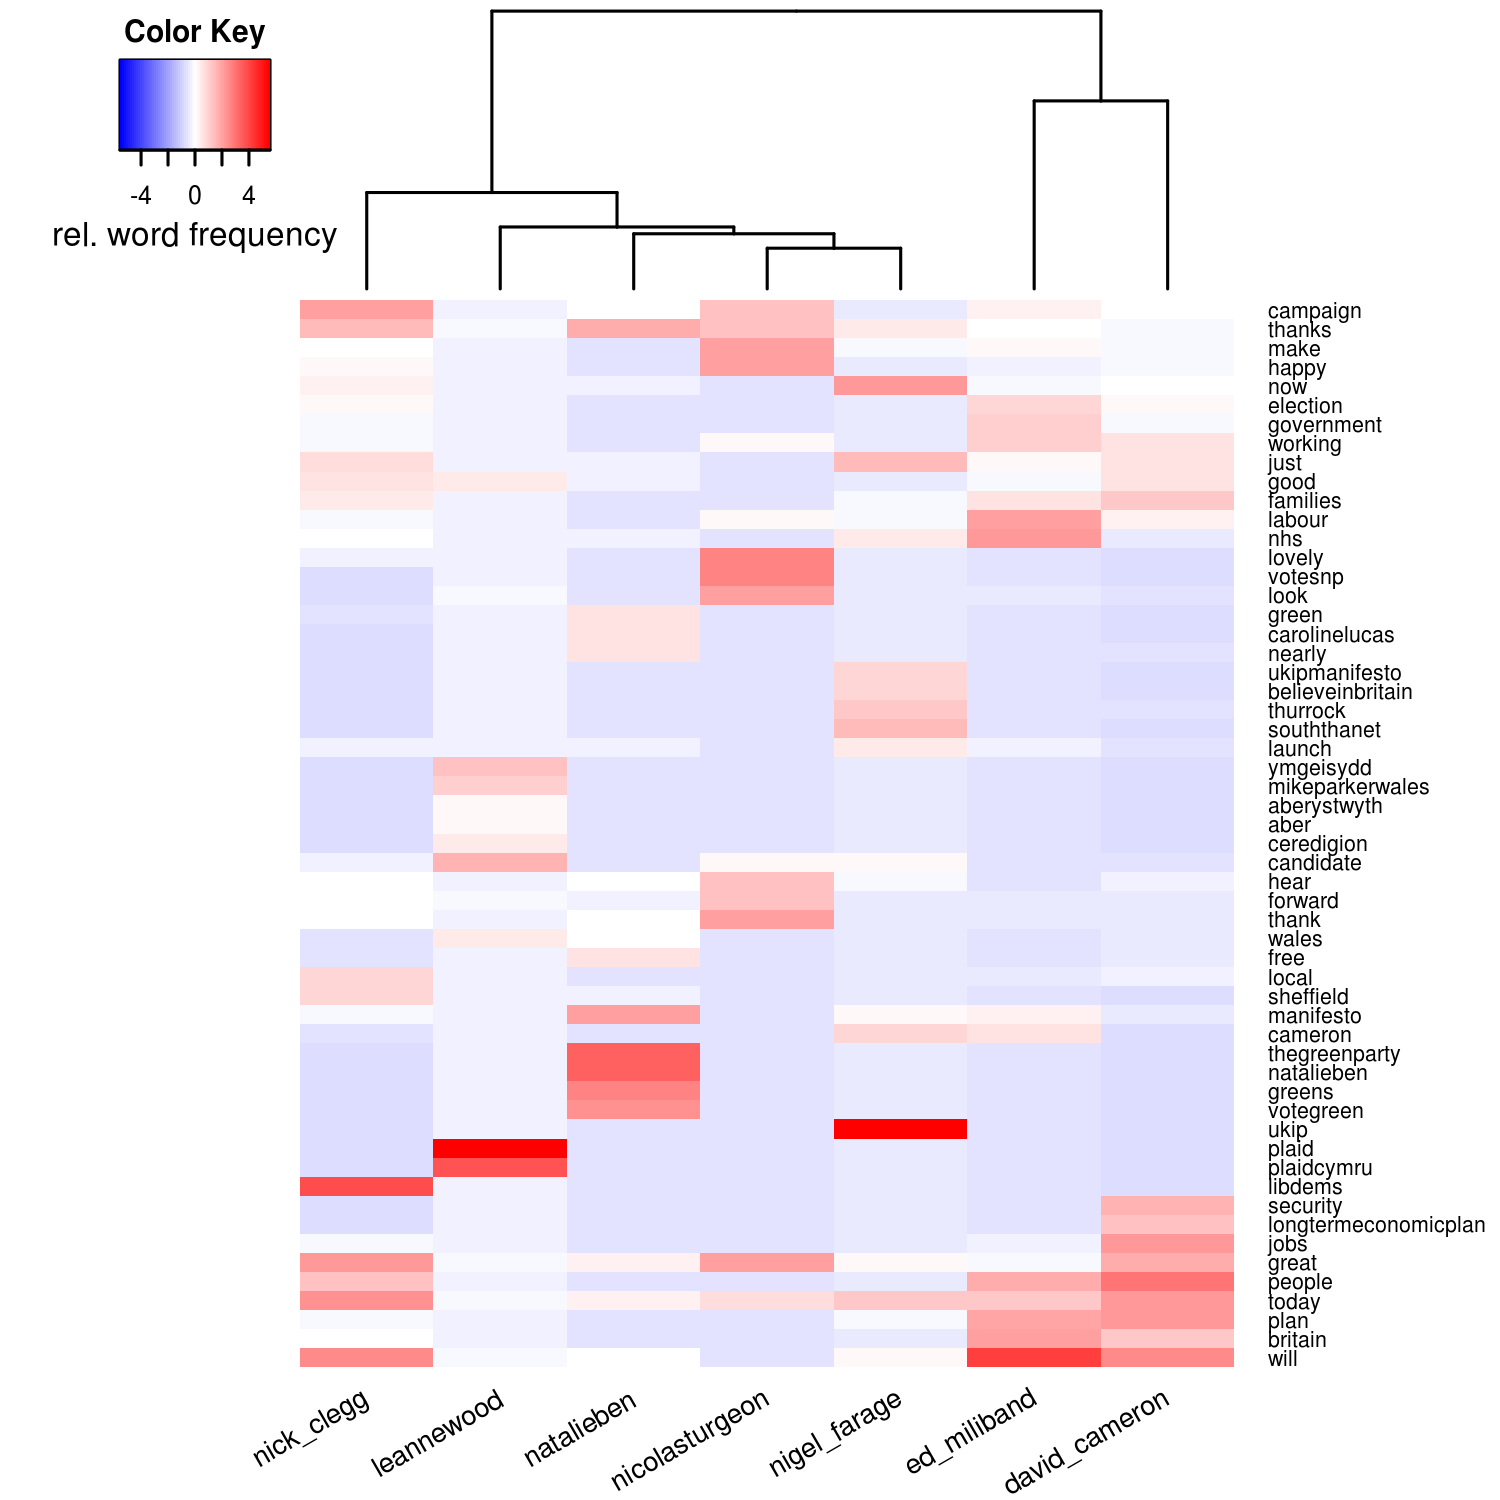 Color Key
-4 0 4
rel. word frequency
campaign
thanks
make
happy
now
election
government
working
just
good
families
labour
nhs
lovely
votesnp
look
green
carolinelucas
nearly
ukipmanifesto
believeinbritain
thurrock
souththanet
launch
ymgeisydd
mikeparkerwales
aberystwyth
aber
ceredigion
candidate
hear
forward
thank
wales
free
local
sheffield
manifesto
cameron
thegreenparty
natalieben
greens
votegreen
ukip
plaid
plaidcymru
libdems
security
longtermeconomicplan
jobs
great
people
today
plan
britain
will
nick_clegg
leannewood
natalieben
nicolasturgeon
nigel_farage
ed_miliband
david_cameron